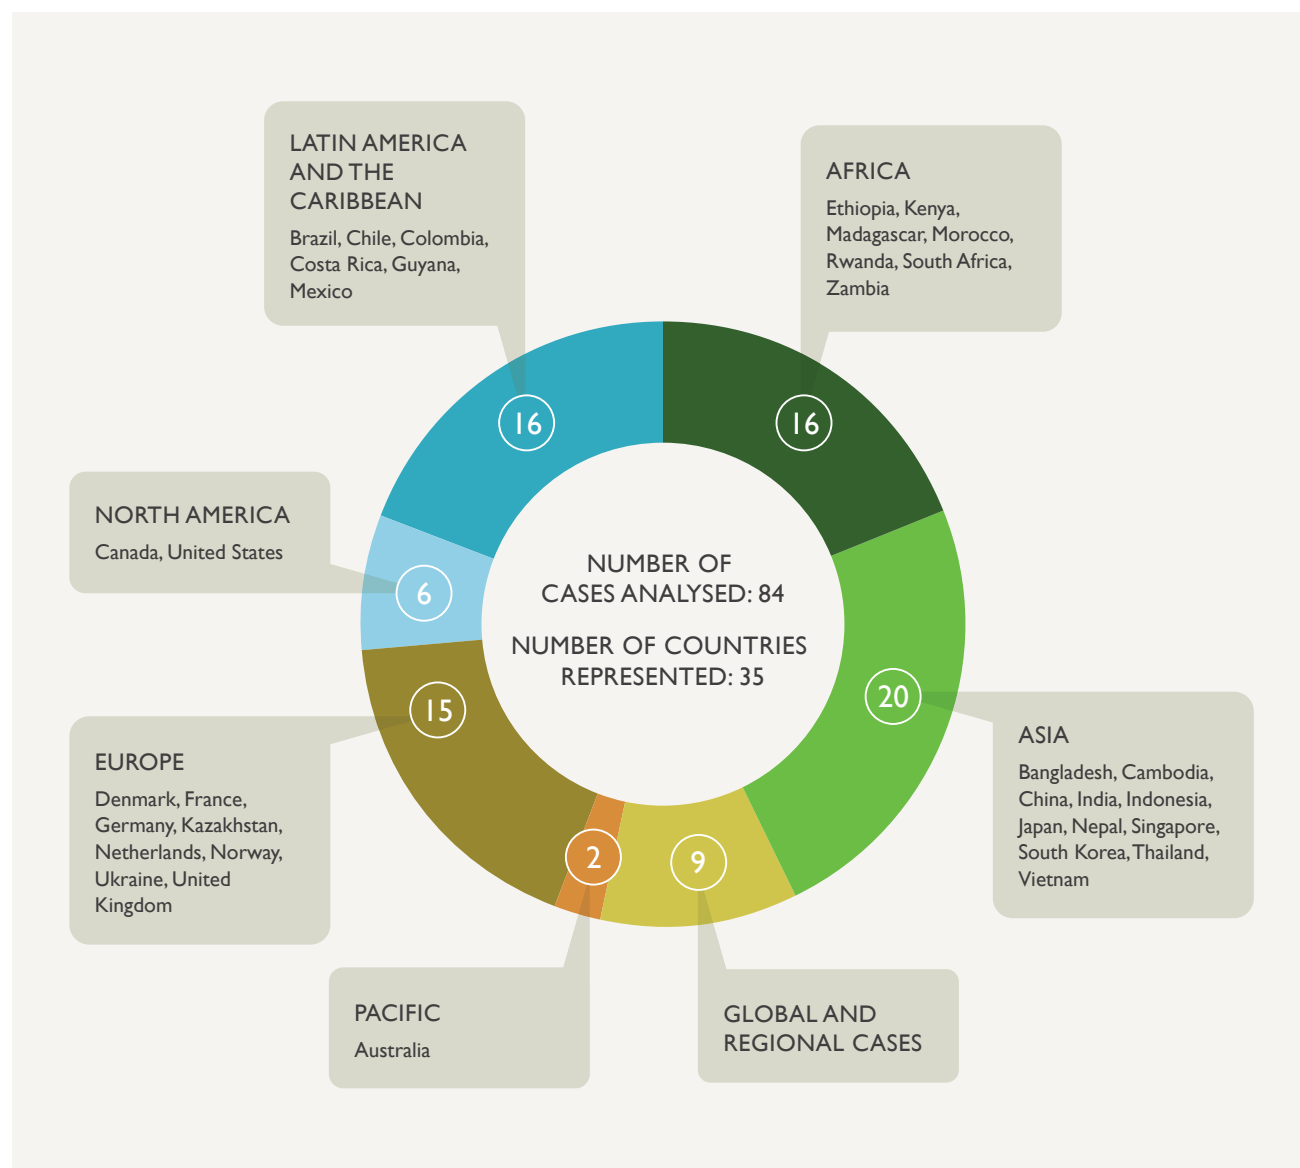 LATIN AMERICA
AND THE
CARIBBEAN
Brazil, Chile, Colombia,
Costa Rica, Guyana,
Mexico
AFRICA
Ethiopia, Kenya,
Madagascar, Morocco,
Rwanda, South Africa,
Zambia
16
16
NORTH AMERICA
Canada, United States
6
NUMBER OF
CASES ANALYSED: 84
NUMBER OF COUNTRIES
REPRESENTED: 35
20
ASIA
Bangladesh, Cambodia,
China, India, Indonesia,
Japan, Nepal, Singapore,
South Korea, Thailand,
Vietnam
15
EUROPE
Denmark, France,
Germany, Kazakhstan,
Netherlands, Norway,
Ukraine, United
Kingdom
2
9
PACIFIC
Australia
GLOBAL AND
REGIONAL CASES